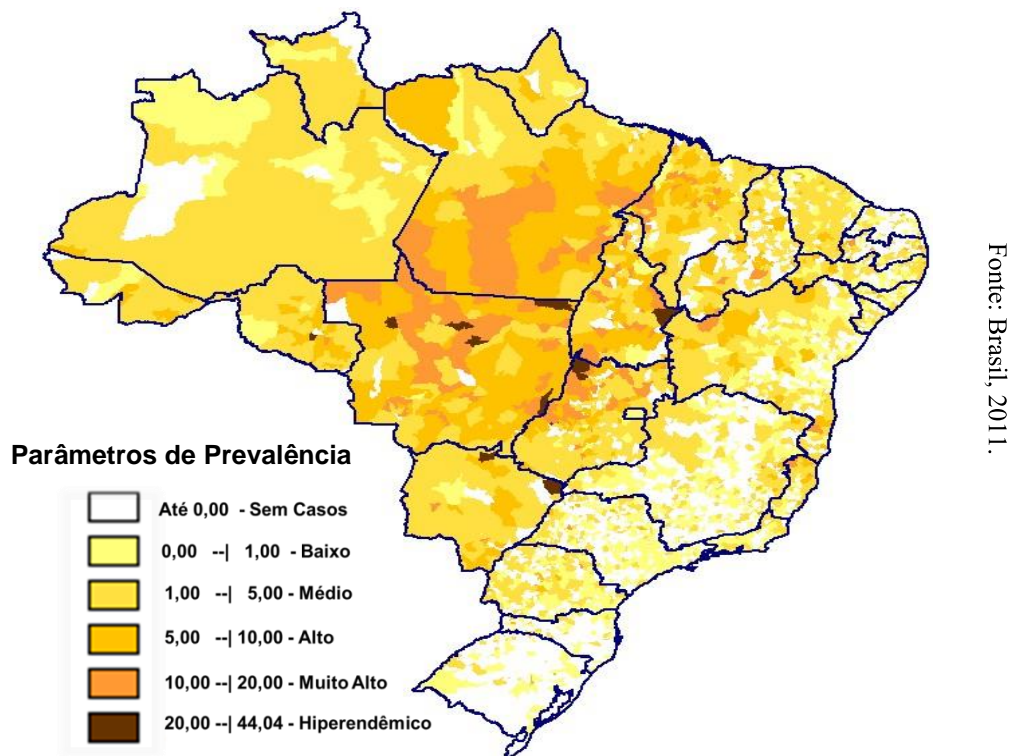 Parâmetros de Prevalência
Até 0,00 - Sem Casos
0,00 --| 1,00 - Baixo
1,00 --| 5,00 - Médio
5,00 --| 10,00 - Alto
10,00 --| 20,00 - Muito Alto
20,00 --| 44,04 - Hiperendêmico
Fonte: Brasil, 2011.